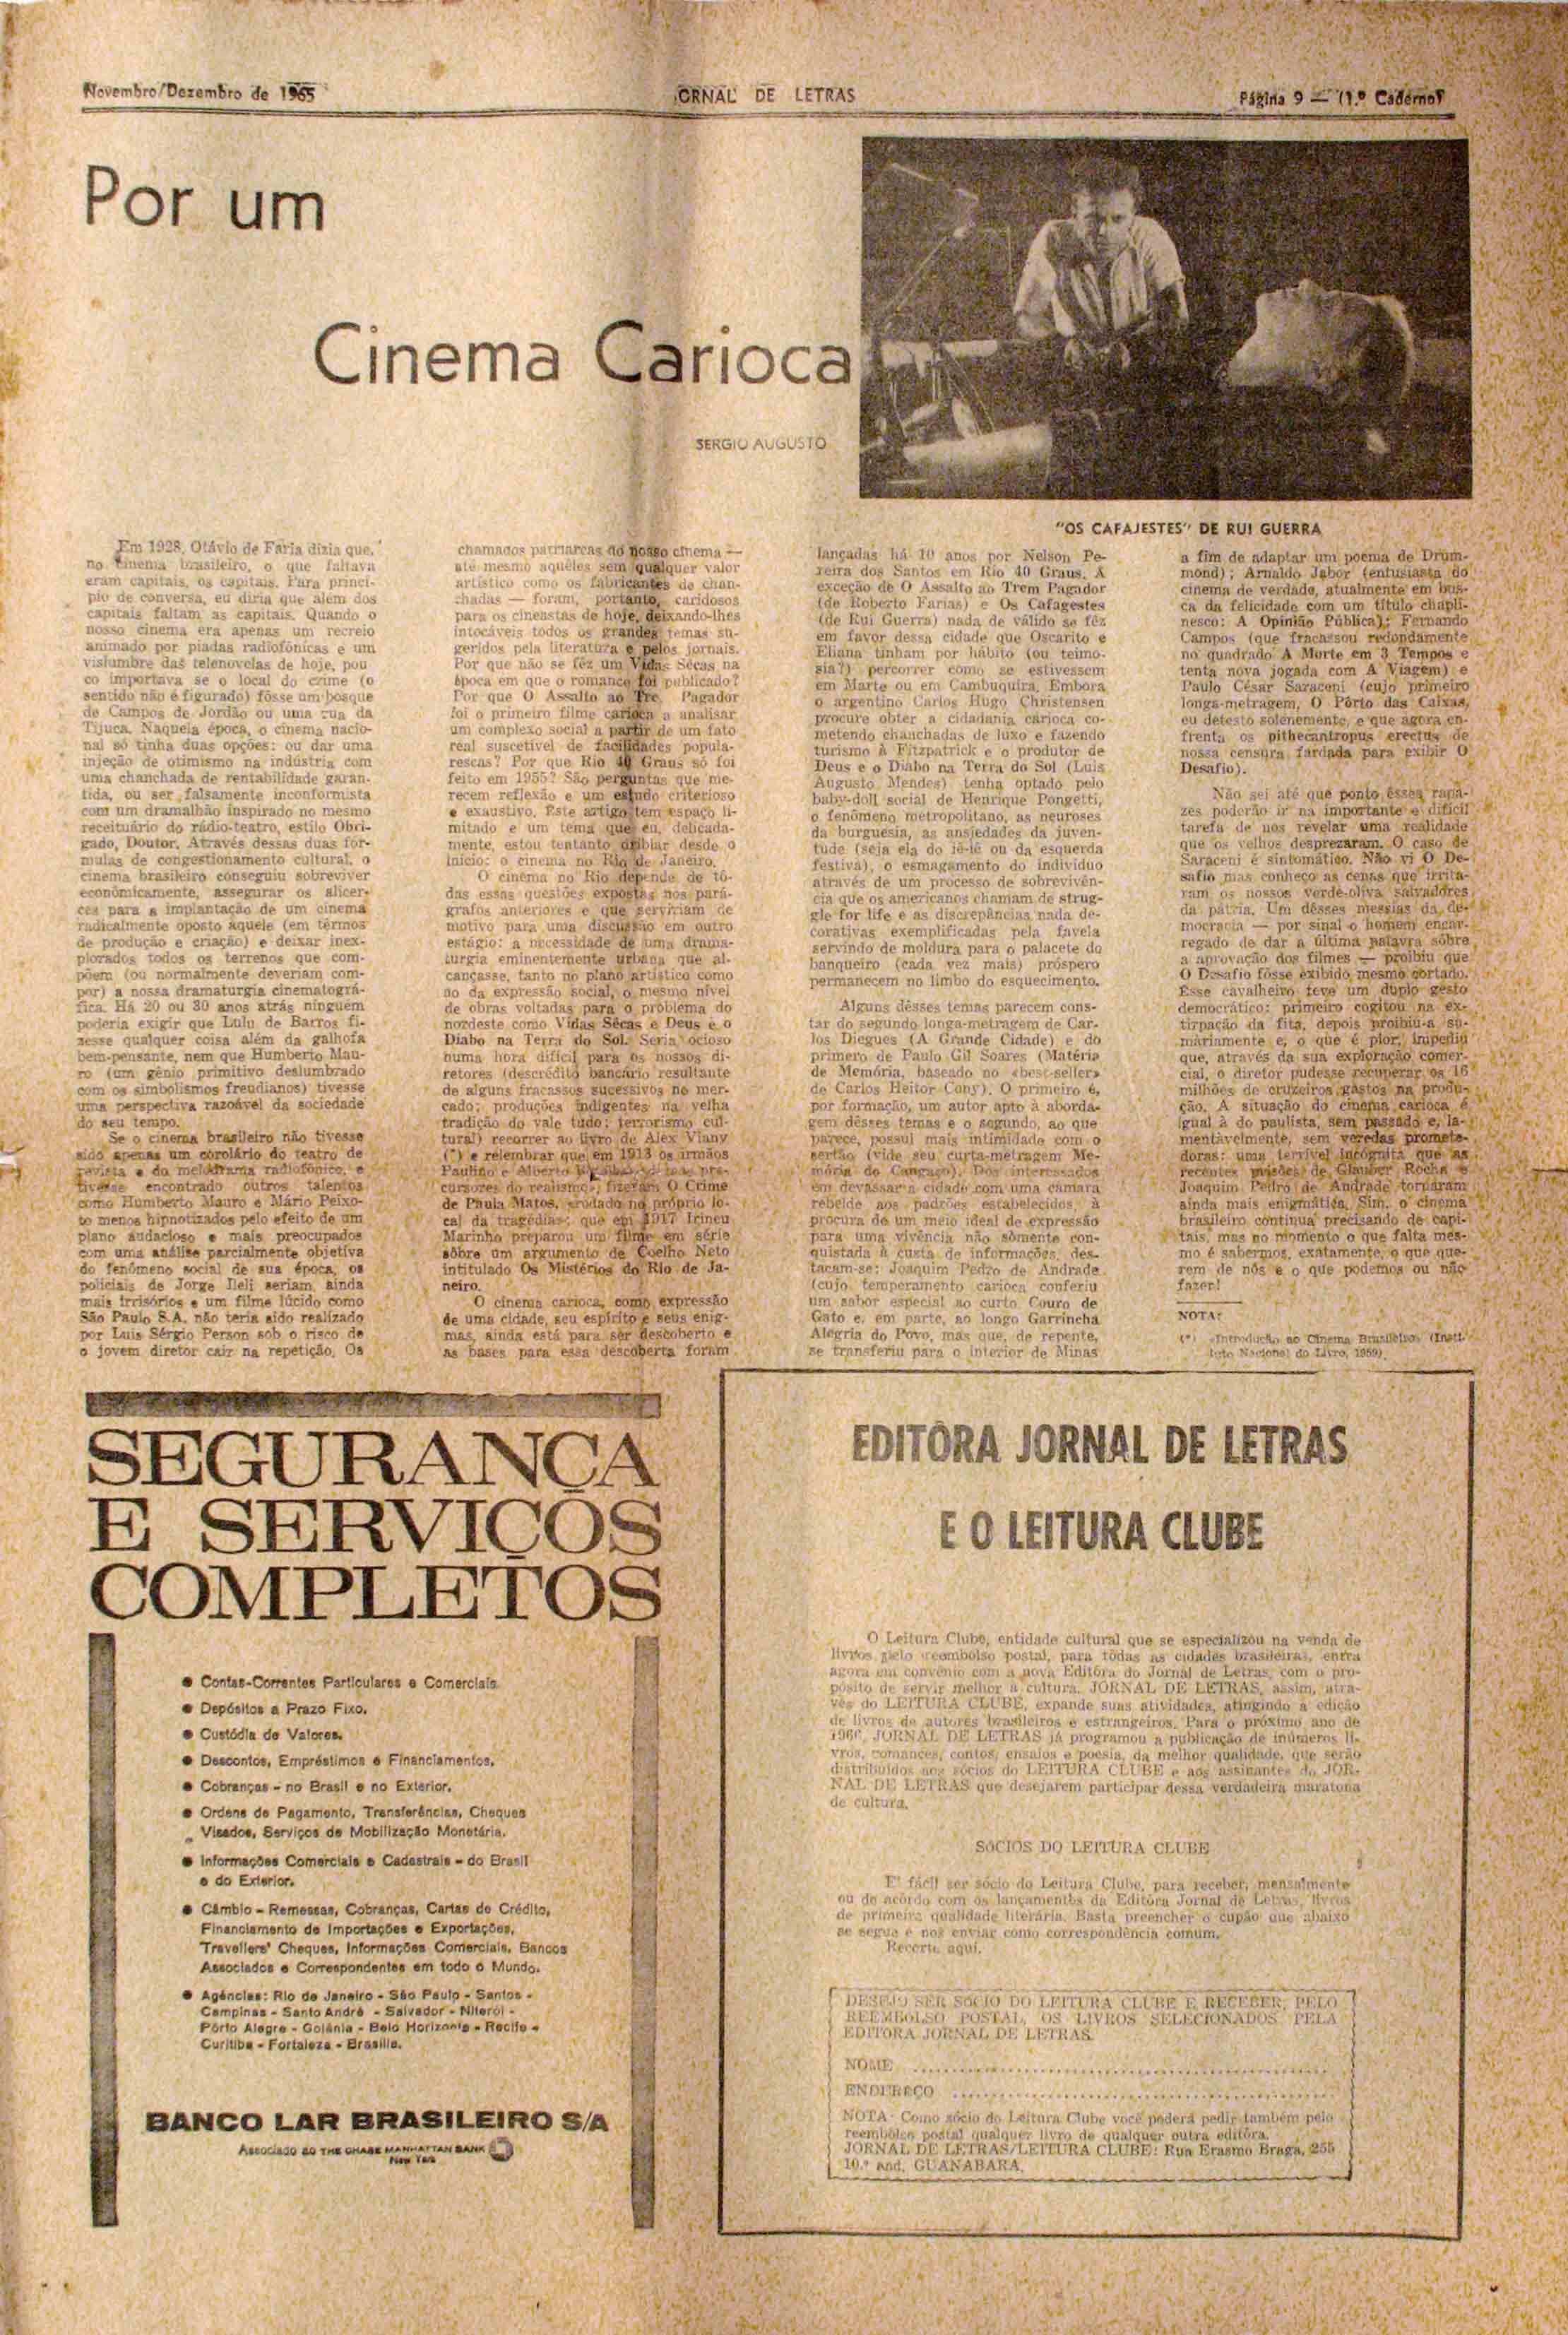 Novembro/Dezembro de 1965
JORNAL DE LETRAS
Página 9 — (1.º Caderno)
Por um
Cinema Carioca
SERGIO AUGUSTO
"OS CAFAJESTES" DE RUI GUERRA
Em 1928, Otávio de Faria dizia que,
no cinema brasileiro, o que faltava
eram capitais, os capitais. Para princí-
pio de conversa, eu diria que além dos
capitais faltam as capitais. Quando o
nosso cinema era apenas um recreio
animado por piadas radiofônicas e um
vislumbre das telenovelas de hoje, pou
co importava se o local do crime (o
sentido não é figurado) fôsse um bosque
de Campos de Jordão ou uma rua da
Tijuca. Naquela época, o cinema nacio-
nal só tinha duas opções: ou dar uma
injeção de otimismo na indústria com
uma chanchada de rentabilidade garan-
tida, ou ser falsamente inconformista
com um dramalhão inspirado no mesmo
receituário do rádio-teatro, estilo Obri-
gado, Doutor. Através dessas duas fór-
mulas de congestionamento cultural, o
cinema brasileiro conseguiu sobreviver
econômicamente, assegurar os alicer-
ces para a implantação de um cinema
radicalmente oposto àquele (em têrmos
de produção e criação) e deixar inex-
plorados todos os terrenos que com-
põem (ou normalmente deveriam com-
por) a nossa dramaturgia cinematográ-
fica. Há 20 ou 30 anos atrás ninguém
poderia exigir que Lulu de Barros fi-
zesse qualquer coisa além da galhofa
bem-pensante, nem que Humberto Mau-
ro (um gênio primitivo deslumbrado
com os simbolismos freudianos) tivesse
uma perspectiva razoável da sociedade
do seu tempo.
Se o cinema brasileiro não tivesse
sido apenas um corolário do teatro de
revista e do melodrama radiofônico, e
tivesse encontrado outros talentos
como Humberto Mauro e Mário Peixo-
to menos hipnotizados pelo efeito de um
plano audacioso e mais preocupados
com uma análise parcialmente objetiva
do fenômeno social de sua época, os
policiais de Jorge Ileli seriam ainda
mais irrisórios e um filme lúcido como
São Paulo S.A. não teria sido realizado
por Luis Sérgio Person sob o risco de
o jovem diretor cair na repetição. Os
chamados patriarcas do nosso cinema —
até mesmo aquêles sem qualquer valor
artístico como os fabricantes de chan-
chadas — foram, portanto, caridosos
para os cineastas de hoje, deixando-lhes
intocáveis todos os grandes temas su-
geridos pela literatura e pelos jornais.
Por que não se fêz um Vidas Sêcas na
época em que o romance foi publicado?
Por que O Assalto ao Tre. Pagador
foi o primeiro filme carioca a analisar
um complexo social a partir de um fato
real suscetível de facilidades popula-
rescas? Por que Rio 40 Graus só foi
feito em 1955? São perguntas que me-
recem reflexão e um estudo criterioso
e exaustivo. Este artigo tem espaço li-
mitado e um tema que eu, delicada-
mente, estou tentanto driblar desde o
início: o cinema no Rio de Janeiro.
O cinema no Rio depende de tô-
das essas questões expostas nos pará-
grafos anteriores e que serviriam de
motivo para uma discussão em outro
estágio: a necessidade de uma drama-
turgia eminentemente urbana que al-
cançasse, tanto no plano artístico como
no da expressão social, o mesmo nível
de obras voltadas para o problema do
nordeste como Vidas Sêcas e Deus e o
Diabo na Terra do Sol. Seria ocioso
numa hora difícil para os nossos di-
retores (descrédito bancário resultante
de alguns fracassos sucessivos no mer-
cado; produções indigentes na velha
tradição do vale tudo; terrorismo cul-
tural) recorrer ao livro de Alex Viany
(*) e relembrar que em 1913 os irmãos
Paulino e Alberto
cursores do realismo», fizeram O Crime
de Paula Matos, «rodado no próprio lo-
cal da tragédia»; que em 1917 Irineu
Marinho preparou um filme em série
sôbre um argumento de Coelho Neto
intitulado Os Mistérios do Rio de Ja-
neiro.
O cinema carioca, como expressão
de uma cidade, seu espírito e seus enig-
mas, ainda está para ser descoberto e
as bases para essa descoberta foram
lançadas há 10 anos por Nelson Pe-
reira dos Santos em Rio 40 Graus. À
exceção de O Assalto ao Trem Pagador
(de Roberto Farias) e Os Cafagestes
(de Rui Guerra) nada de válido se fêz
em favor dessa cidade que Oscarito e
Eliana tinham por hábito (ou teimo-
sia?) percorrer como se estivessem
em Marte ou em Cambuquira. Embora
o argentino Carlos Hugo Christensen
procure obter a cidadania carioca co-
metendo chanchadas de luxo e fazendo
turismo à Fitzpatrick e o produtor de
Deus e o Diabo na Terra do Sol (Luis
Augusto Mendes) tenha optado pelo
baby-doll social de Henrique Pongetti,
o fenômeno metropolitano, as neuroses
da burguesia, as ansiedades da juven-
tude (seja ela do iê-iê ou da esquerda
festiva), o esmagamento do indivíduo
através de um processo de sobrevivên-
cia que os americanos chamam de strug-
gle for life e as discrepâncias nada de-
corativas exemplificadas pela favela
servindo de moldura para o palacete do
banqueiro (cada vez mais) próspero
permanecem no limbo do esquecimento.
Alguns dêsses temas parecem cons-
tar do segundo longa-metragem de Car-
los Diegues (A Grande Cidade) e do
primeiro de Paulo Gil Soares (Matéria
de Memória, baseado no «best-seller»
de Carlos Heitor Cony). O primeiro é,
por formação, um autor apto à aborda-
gem dêsses temas e o segundo, ao que
parece, possui mais intimidade com o
sertão (vide seu curta-metragem Me-
mória do Cangaço). Dos interessados
em devassar a cidade com uma câmara
rebelde aos padrões estabelecidos, à
procura de um meio ideal de expressão
para uma vivência não sòmente con-
quistada à custa de informações, des-
tacam-se: Joaquim Pedro de Andrade
(cujo temperamento carioca conferiu
um sabor especial ao curto Couro de
Gato e, em parte, ao longo Garrincha
Alegria do Povo, mas que, de repente,
se transferiu para o interior de Minas
a fim de adaptar um poema de Drum-
mond); Arnaldo Jabor (entusiasta do
cinema de verdade, atualmente em bus-
ca da felicidade com um título chapli-
nesco: A Opinião Pública); Fernando
Campos (que fracassou redondamente
no quadrado A Morte em 3 Tempos e
tenta nova jogada com A Viagem) e
Paulo César Saraceni (cujo primeiro
longa-metragem, O Pôrto das Caixas,
eu detesto solenemente, e que agora en-
frenta os pithecantropus erectus de
nossa censura fardada para exibir O
Desafio).
Não sei até que ponto êsses rapa-
zes poderão ir na importante e difícil
tarefa de nos revelar uma realidade
que os velhos desprezaram. O caso de
Saraceni é sintomático. Não vi O De-
safio mas conheço as cenas que irrita-
ram os nossos verde-oliva salvadores
da pátria. Um dêsses messias da de-
mocracia — por sinal o homem encar-
regado de dar a última palavra sôbre
a aprovação dos filmes — proibiu que
O Desafio fôsse exibido mesmo cortado.
Esse cavalheiro teve um duplo gesto
democrático: primeiro cogitou na ex-
tirpação da fita, depois proibiu-a su-
màriamente e, o que é pior, impediu
que, através da sua exploração comer-
cial, o diretor pudesse recuperar os 16
milhões de cruzeiros gastos na produ-
ção. A situação do cinema carioca é
igual à do paulista, sem passado e, la-
mentàvelmente, sem veredas promete-
doras: uma terrível incógnita que as
recentes prisões de Glauber Rocha e
Joaquim Pedro de Andrade tornaram
ainda mais enigmática. Sim, o cinema
brasileiro continua precisando de capi-
tais, mas no momento o que falta mes-
mo é sabermos, exatamente, o que que-
rem de nós e o que podemos ou não
fazer!
NOTA:
(*) «Introdução ao Cinema Brasileiro» (Insti-
tuto Nacional do Livro, 1959)
SEGURANÇA
E SERVIÇOS
COMPLETOS
● Contas-Correntes Particulares e Comerciais
● Depósitos a Prazo Fixo.
● Custódia de Valores.
● Descontos, Empréstimos e Financiamentos.
● Cobranças - no Brasil e no Exterior.
● Ordens de Pagamento, Transferências, Cheques
Visados, Serviços de Mobilização Monetária.
● Informações Comerciais e Cadastrais - do Brasil
e do Exterior.
● Câmbio - Remessas, Cobranças, Cartas de Crédito,
Financiamento de Importações e Exportações,
Travellers' Cheques, Informações Comerciais, Bancos
Associados e Correspondentes em todo o Mundo.
● Agências: Rio de Janeiro - São Paulo - Santos -
Campinas - Santo André - Salvador - Niterói -
Pôrto Alegre - Goiânia - Belo Horizonte - Recife -
Curitiba - Fortaleza - Brasília.
BANCO LAR BRASILEIRO S/A
Associado ao THE CHASE MANHATTAN BANK
New York
EDITÔRA JORNAL DE LETRAS
E O LEITURA CLUBE
O Leitura Clube, entidade cultural que se especializou na venda de
livros pelo reembolso postal, para tôdas as cidades brasileiras, entra
agora em convênio com a nova Editôra do Jornal de Letras, com o pro-
pósito de servir melhor a cultura. JORNAL DE LETRAS, assim, atra-
vés do LEITURA CLUBE, expande suas atividades, atingindo a edição
de livros de autores brasileiros e estrangeiros. Para o próximo ano de
1966, JORNAL DE LETRAS já programou a publicação de inúmeros li-
vros, romances, contos, ensaios e poesia, da melhor qualidade, que serão
distribuídos aos sócios do LEITURA CLUBE e aos assinantes do JOR-
NAL DE LETRAS que desejarem participar dessa verdadeira maratona
de cultura.
SÓCIOS DO LEITURA CLUBE
E' fácil ser sócio do Leitura Clube, para receber, mensalmente
ou de acôrdo com os lançamentos da Editôra Jornal de Letras, livros
de primeira qualidade literária. Basta preencher o cupão que abaixo
se segue e nos enviar como correspondência comum.
Recorte aqui.
DESEJO SER SÓCIO DO LEITURA CLUBE E RECEBER, PELO
REEMBOLSO POSTAL, OS LIVROS SELECIONADOS PELA
EDITORA JORNAL DE LETRAS.
NOME ................................................
ENDEREÇO ................................................
NOTA: Como sócio do Leitura Clube você poderá pedir também pelo
reembôlso postal qualquer livro de qualquer outra editôra.
JORNAL DE LETRAS/LEITURA CLUBE: Rua Erasmo Braga, 255
10.º and. GUANABARA.